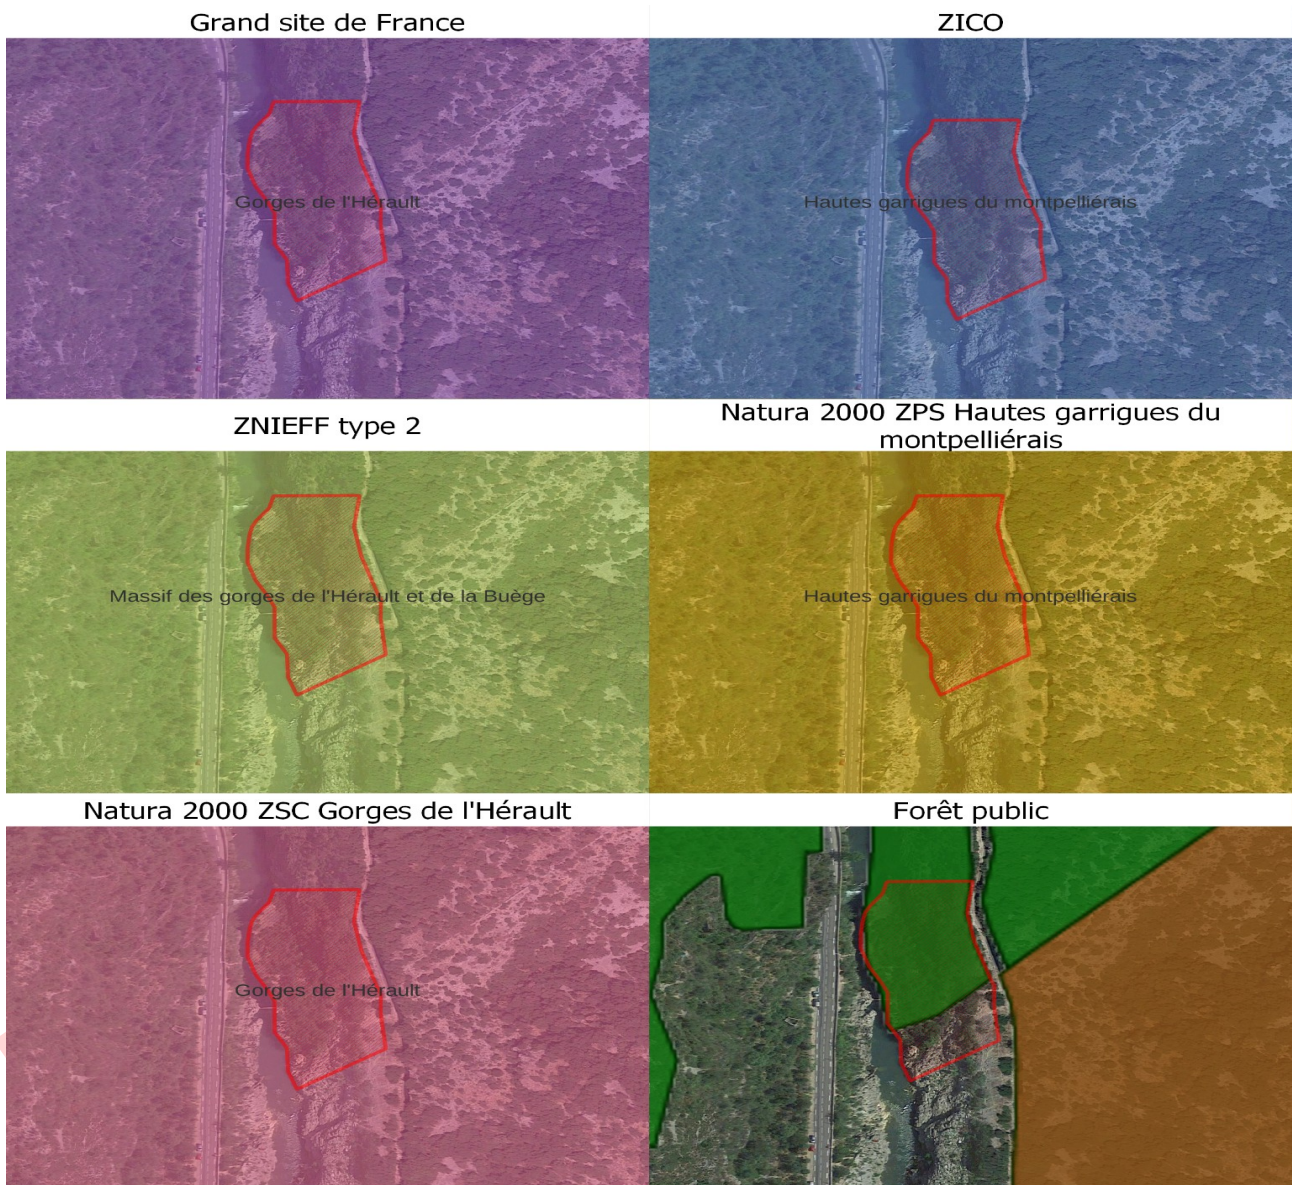 Grand site de France
ZICO
Gorges de l'Hérault
Hautes garrigues du montpelliérais
ZNIEFF type 2
Natura 2000 ZPS Hautes garrigues du
montpelliérais
Massif des gorges de l'Hérault et de la Buège
Hautes garrigues du montpelliérais
Natura 2000 ZSC Gorges de l'Hérault
Forêt public
Gorges de l'Hérault